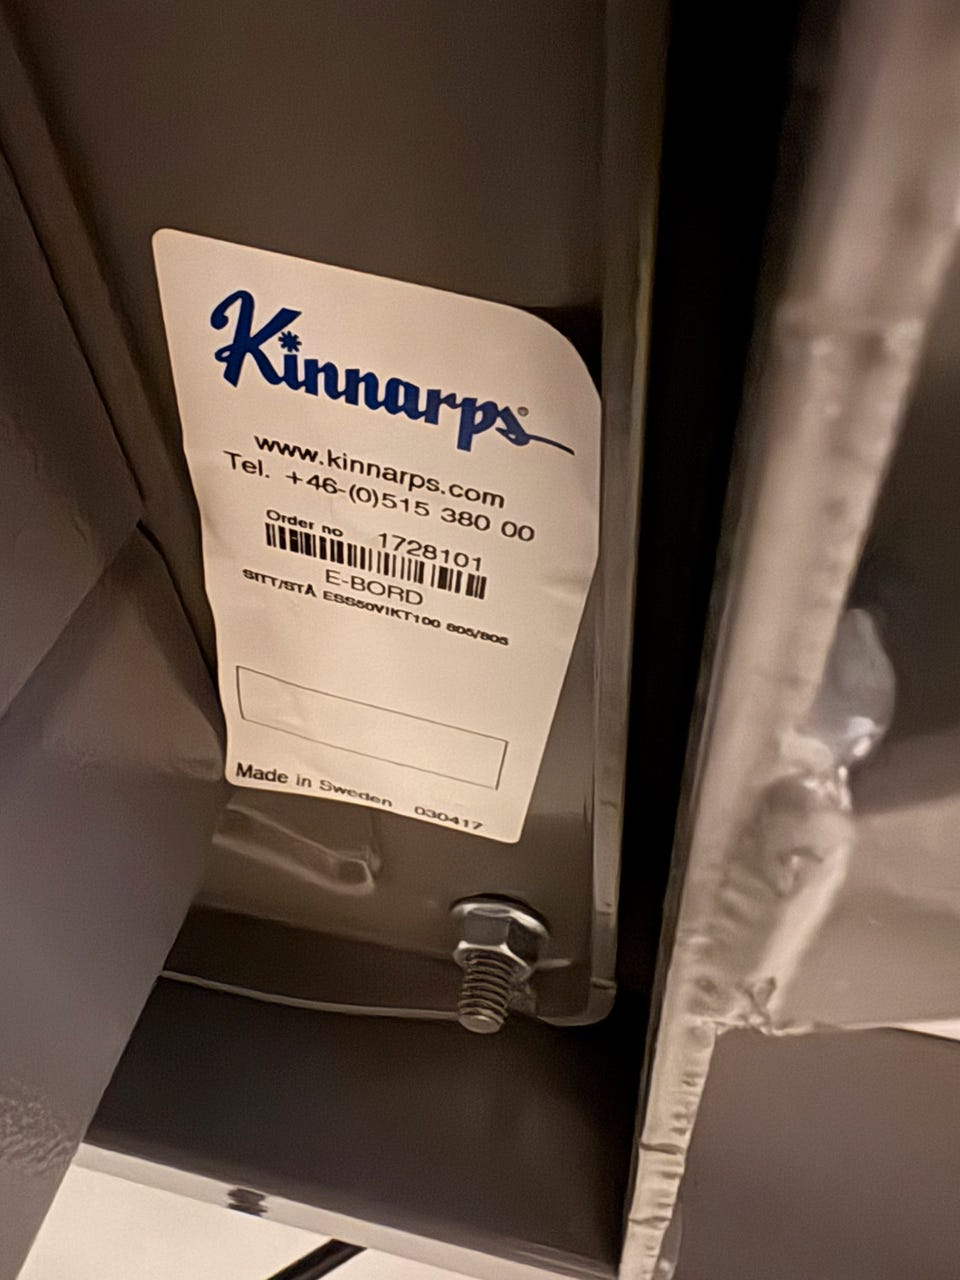 Kinnarps®
www.kinnarps.com
Tel. +46-(0)515 380 00
Order no 1728101
E-BORD
SITT/STÅ ESS50VIKT100 805/805
Made in Sweden 030417